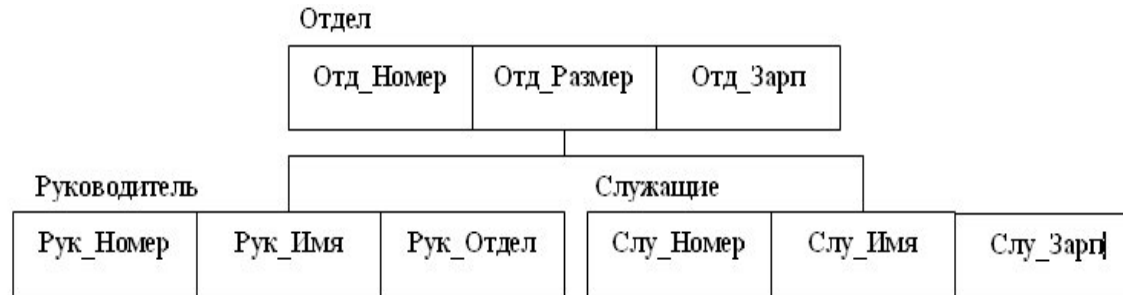 Отдел
Отд_Номер Отд_Размер Отд_Зарп
Руководитель Служащие
Рук_Номер Рук_Имя Рук_Отдел Слу_Номер Слу_Имя Слу_Зарп